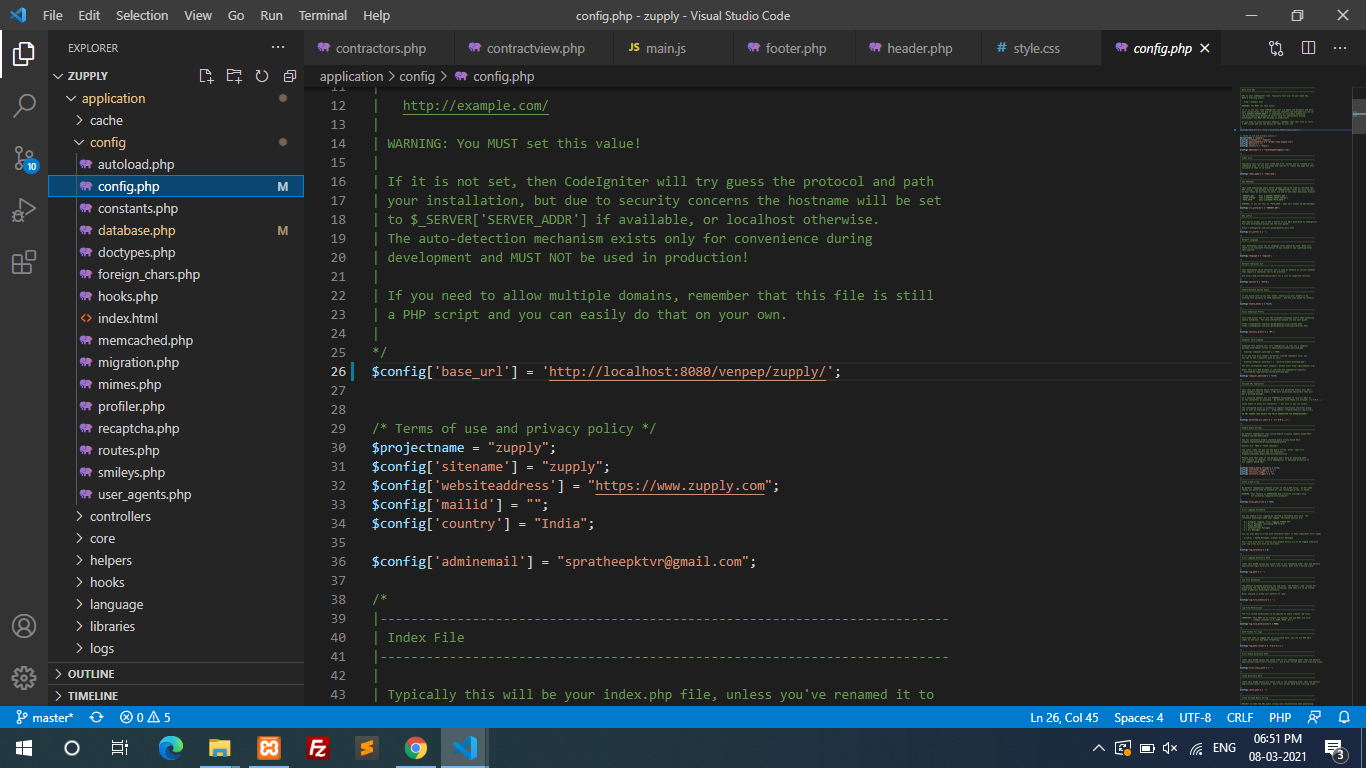 File Edit Selection View Go Run Terminal Help
config.php - zupply - Visual Studio Code
EXPLORER
contractors.php
contractview.php
JS main.js
footer.php
header.php
# style.css
config.php
ZUPPLY
application > config > config.php
application
cache
config
autoload.php
config.php M
constants.php
database.php M
doctypes.php
foreign_chars.php
hooks.php
<> index.html
memcached.php
migration.php
mimes.php
profiler.php
recaptcha.php
routes.php
smileys.php
user_agents.php
controllers
core
helpers
hooks
language
libraries
logs
OUTLINE
TIMELINE
10
11 |
12 | http://example.com/
13 |
14 | WARNING: You MUST set this value!
15 |
16 | If it is not set, then CodeIgniter will try guess the protocol and path
17 | your installation, but due to security concerns the hostname will be set
18 | to $_SERVER['SERVER_ADDR'] if available, or localhost otherwise.
19 | The auto-detection mechanism exists only for convenience during
20 | development and MUST NOT be used in production!
21 |
22 | If you need to allow multiple domains, remember that this file is still
23 | a PHP script and you can easily do that on your own.
24 |
25 */
26 $config['base_url'] = 'http://localhost:8080/venpep/zupply/';
27
28
29 /* Terms of use and privacy policy */
30 $projectname = "zupply";
31 $config['sitename'] = "zupply";
32 $config['websiteaddress'] = "https://www.zupply.com";
33 $config['mailid'] = "";
34 $config['country'] = "India";
35
36 $config['adminemail'] = "spratheepktvr@gmail.com";
37
38 /*
39 |--------------------------------------------------------------------------
40 | Index File
41 |--------------------------------------------------------------------------
42 |
43 | Typically this will be your index.php file, unless you've renamed it to
master* 0 5
Ln 26, Col 45 Spaces: 4 UTF-8 CRLF PHP
ENG
06:51 PM
08-03-2021
3